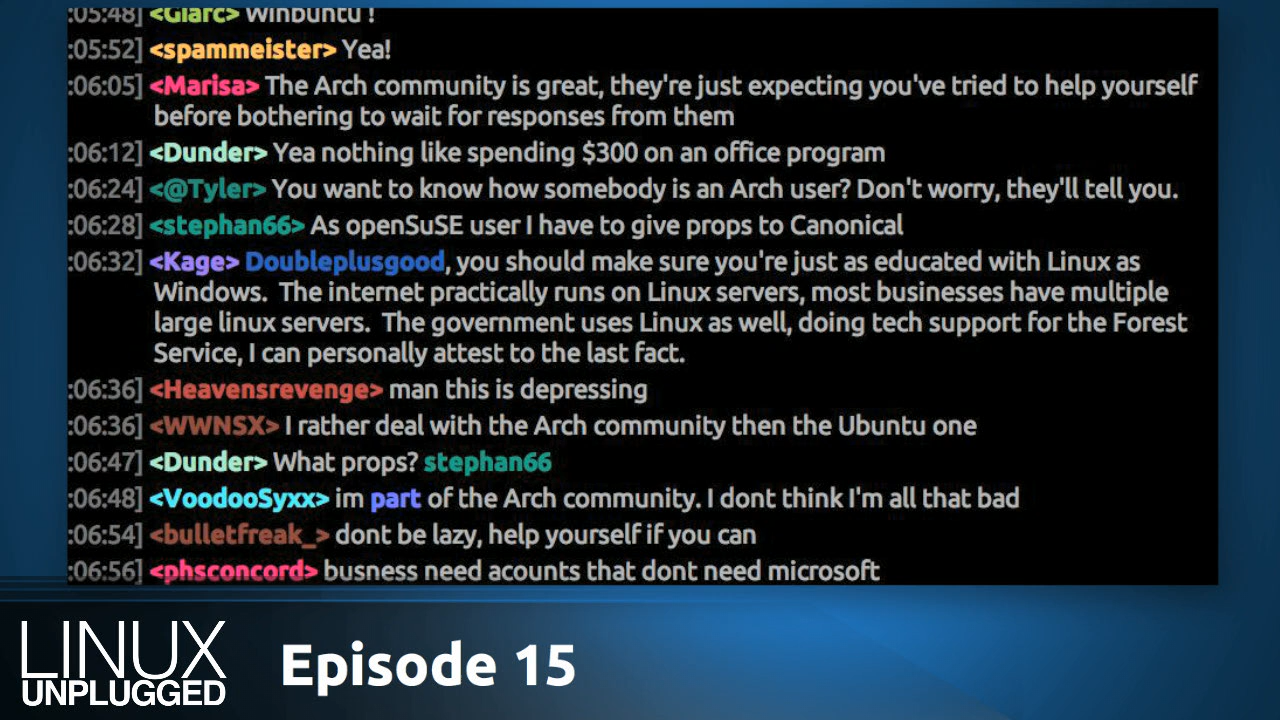 :05:48] <Glarc> Winbuntu !
:05:52] <spammeister> Yea!
:06:05] <Marisa> The Arch community is great, they're just expecting you've tried to help yourself
before bothering to wait for responses from them
:06:12] <Dunder> Yea nothing like spending $300 on an office program
:06:24] <@Tyler> You want to know how somebody is an Arch user? Don't worry, they'll tell you.
:06:28] <stephan66> As openSuSE user I have to give props to Canonical
:06:32] <Kage> Doubleplusgood, you should make sure you're just as educated with Linux as
Windows.  The internet practically runs on Linux servers, most businesses have multiple
large linux servers.  The government uses Linux as well, doing tech support for the Forest
Service, I can personally attest to the last fact.
:06:36] <Heavensrevenge> man this is depressing
:06:36] <WWNSX> I rather deal with the Arch community then the Ubuntu one
:06:47] <Dunder> What props? stephan66
:06:48] <VoodooSyxx> im part of the Arch community. I dont think I'm all that bad
:06:54] <bulletfreak_> dont be lazy, help yourself if you can
:06:56] <phsconcord> busness need acounts that dont need microsoft
LINUX
UNPLUGGED
Episode 15